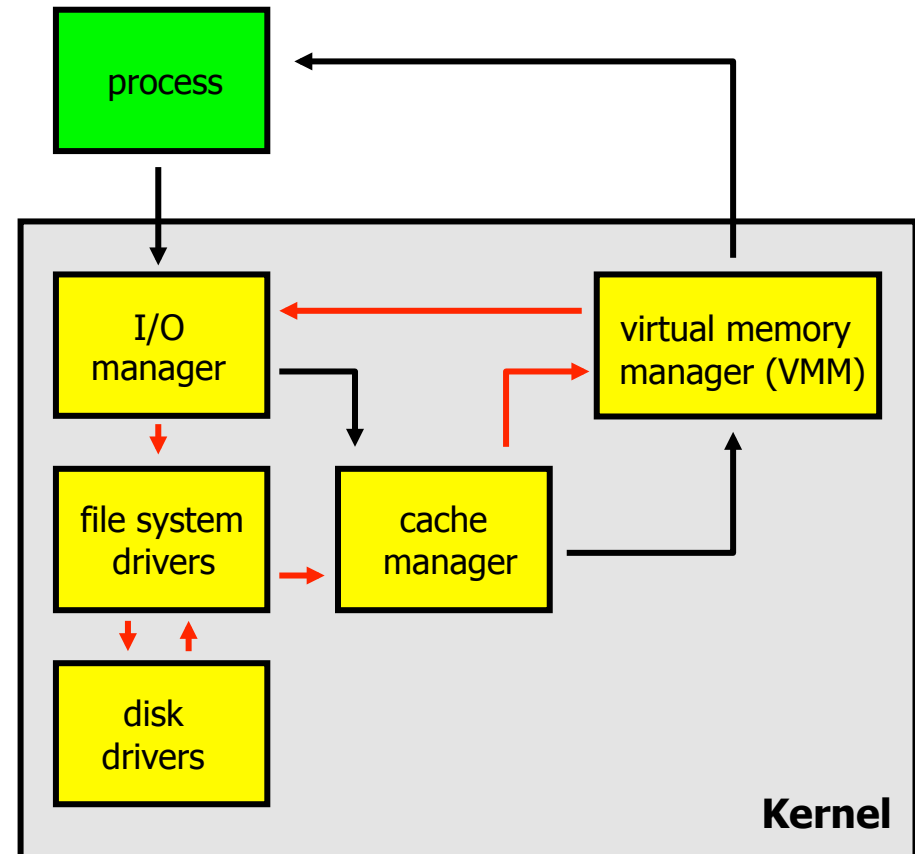 process
I/O
manager
virtual memory
manager (VMM)
file system
drivers
cache
manager
disk
drivers
Kernel